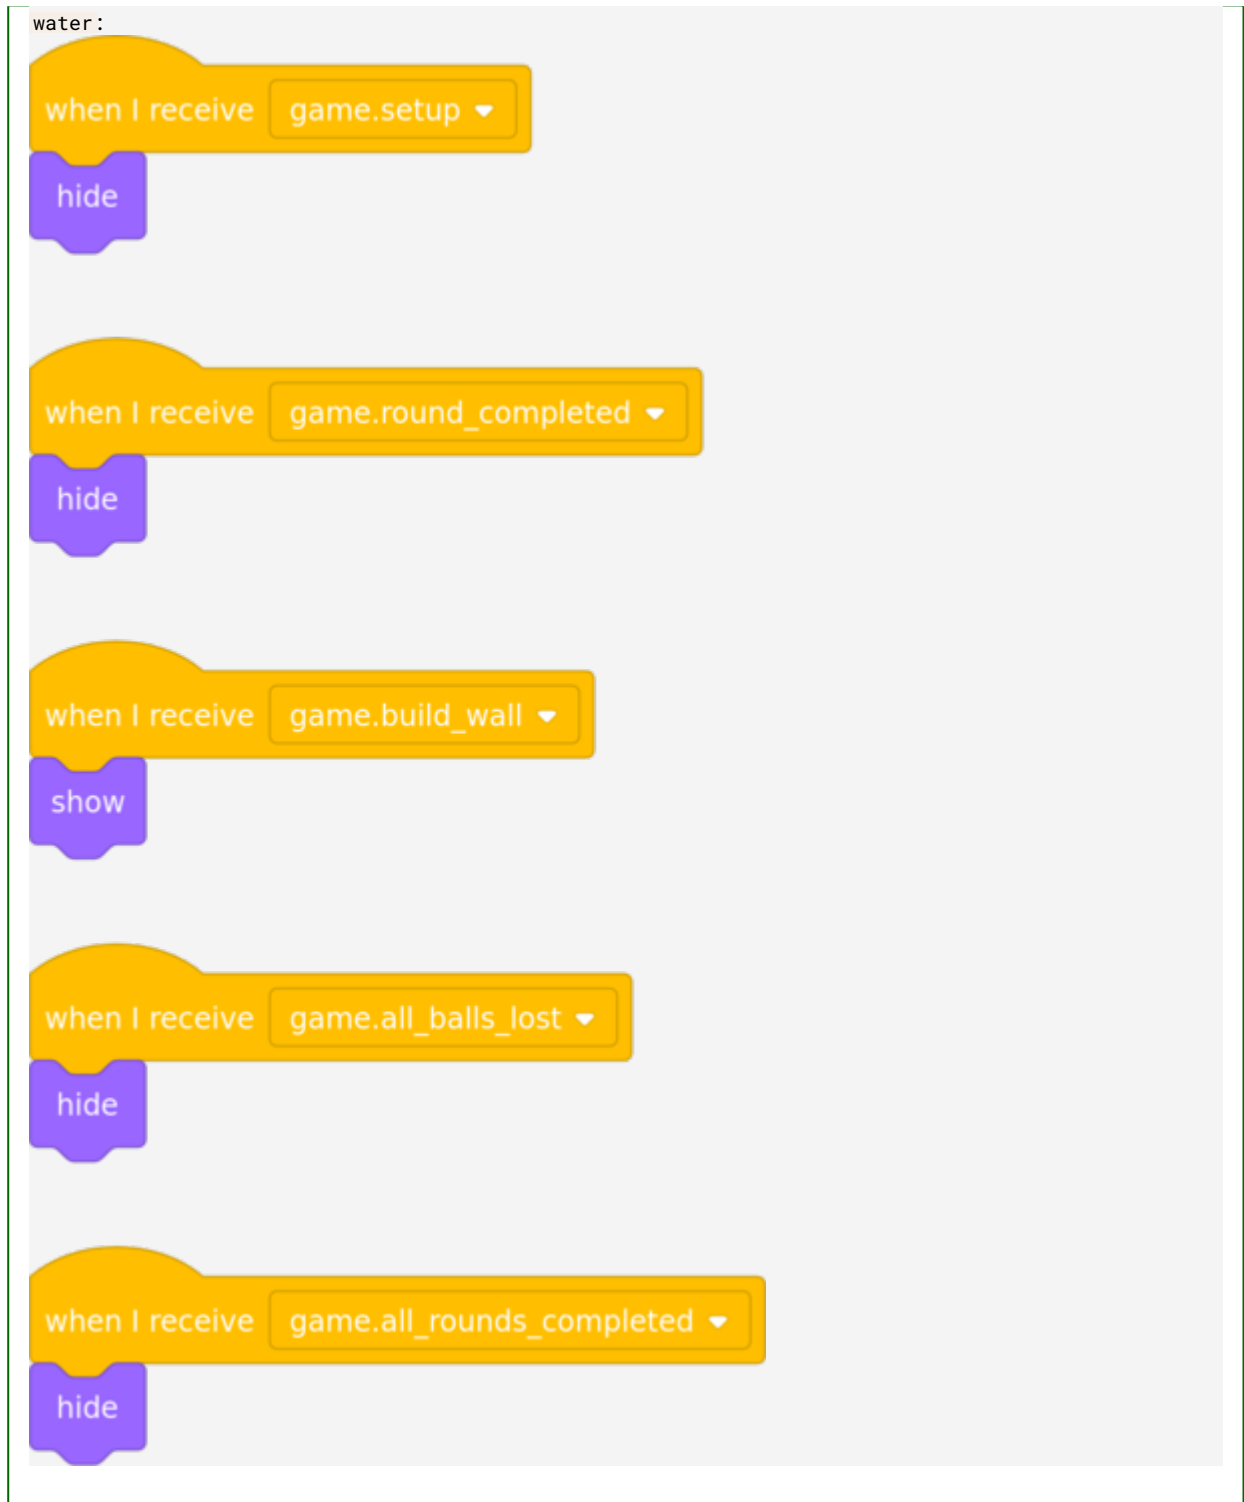 water:
when I receive game.setup
hide
when I receive game.round_completed
hide
when I receive game.build_wall
show
when I receive game.all_balls_lost
hide
when I receive game.all_rounds_completed
hide